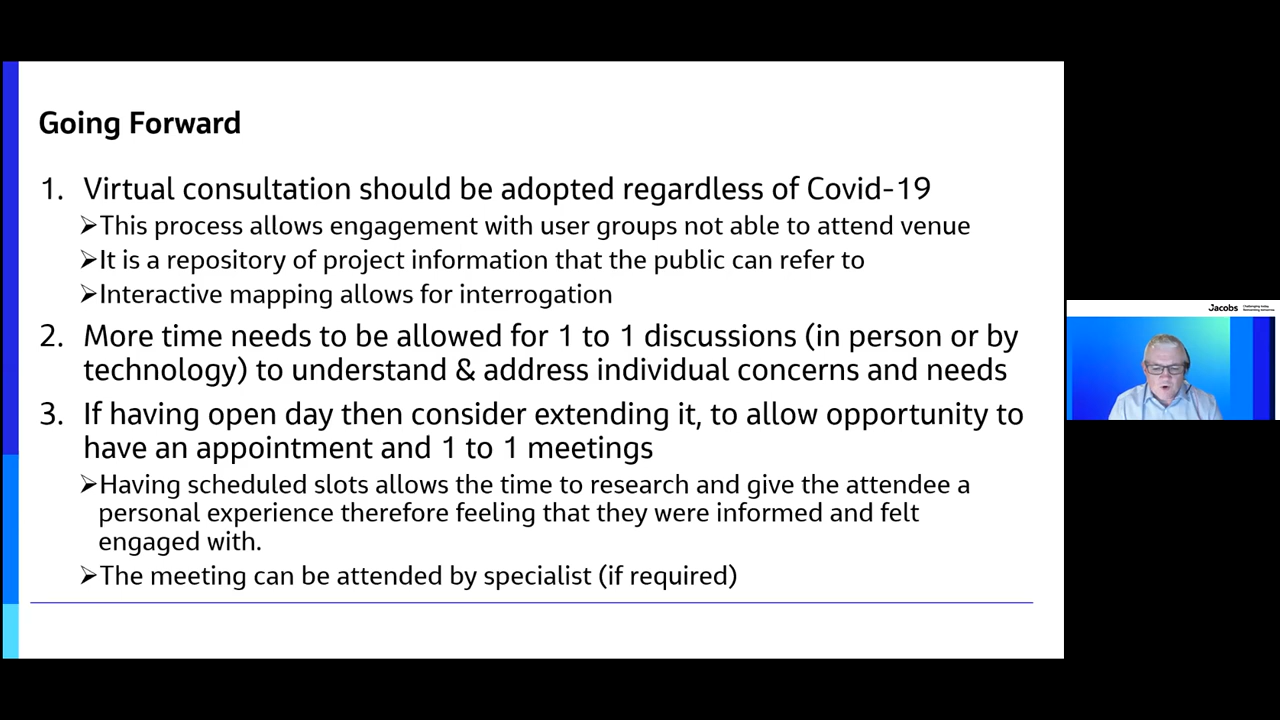 Going Forward
1. Virtual consultation should be adopted regardless of Covid-19
➢This process allows engagement with user groups not able to attend venue
➢It is a repository of project information that the public can refer to
➢Interactive mapping allows for interrogation
2. More time needs to be allowed for 1 to 1 discussions (in person or by
technology) to understand & address individual concerns and needs
3. If having open day then consider extending it, to allow opportunity to
have an appointment and 1 to 1 meetings
➢Having scheduled slots allows the time to research and give the attendee a
personal experience therefore feeling that they were informed and felt
engaged with.
➢The meeting can be attended by specialist (if required)
Jacobs
Challenging today.
Reinventing tomorrow.